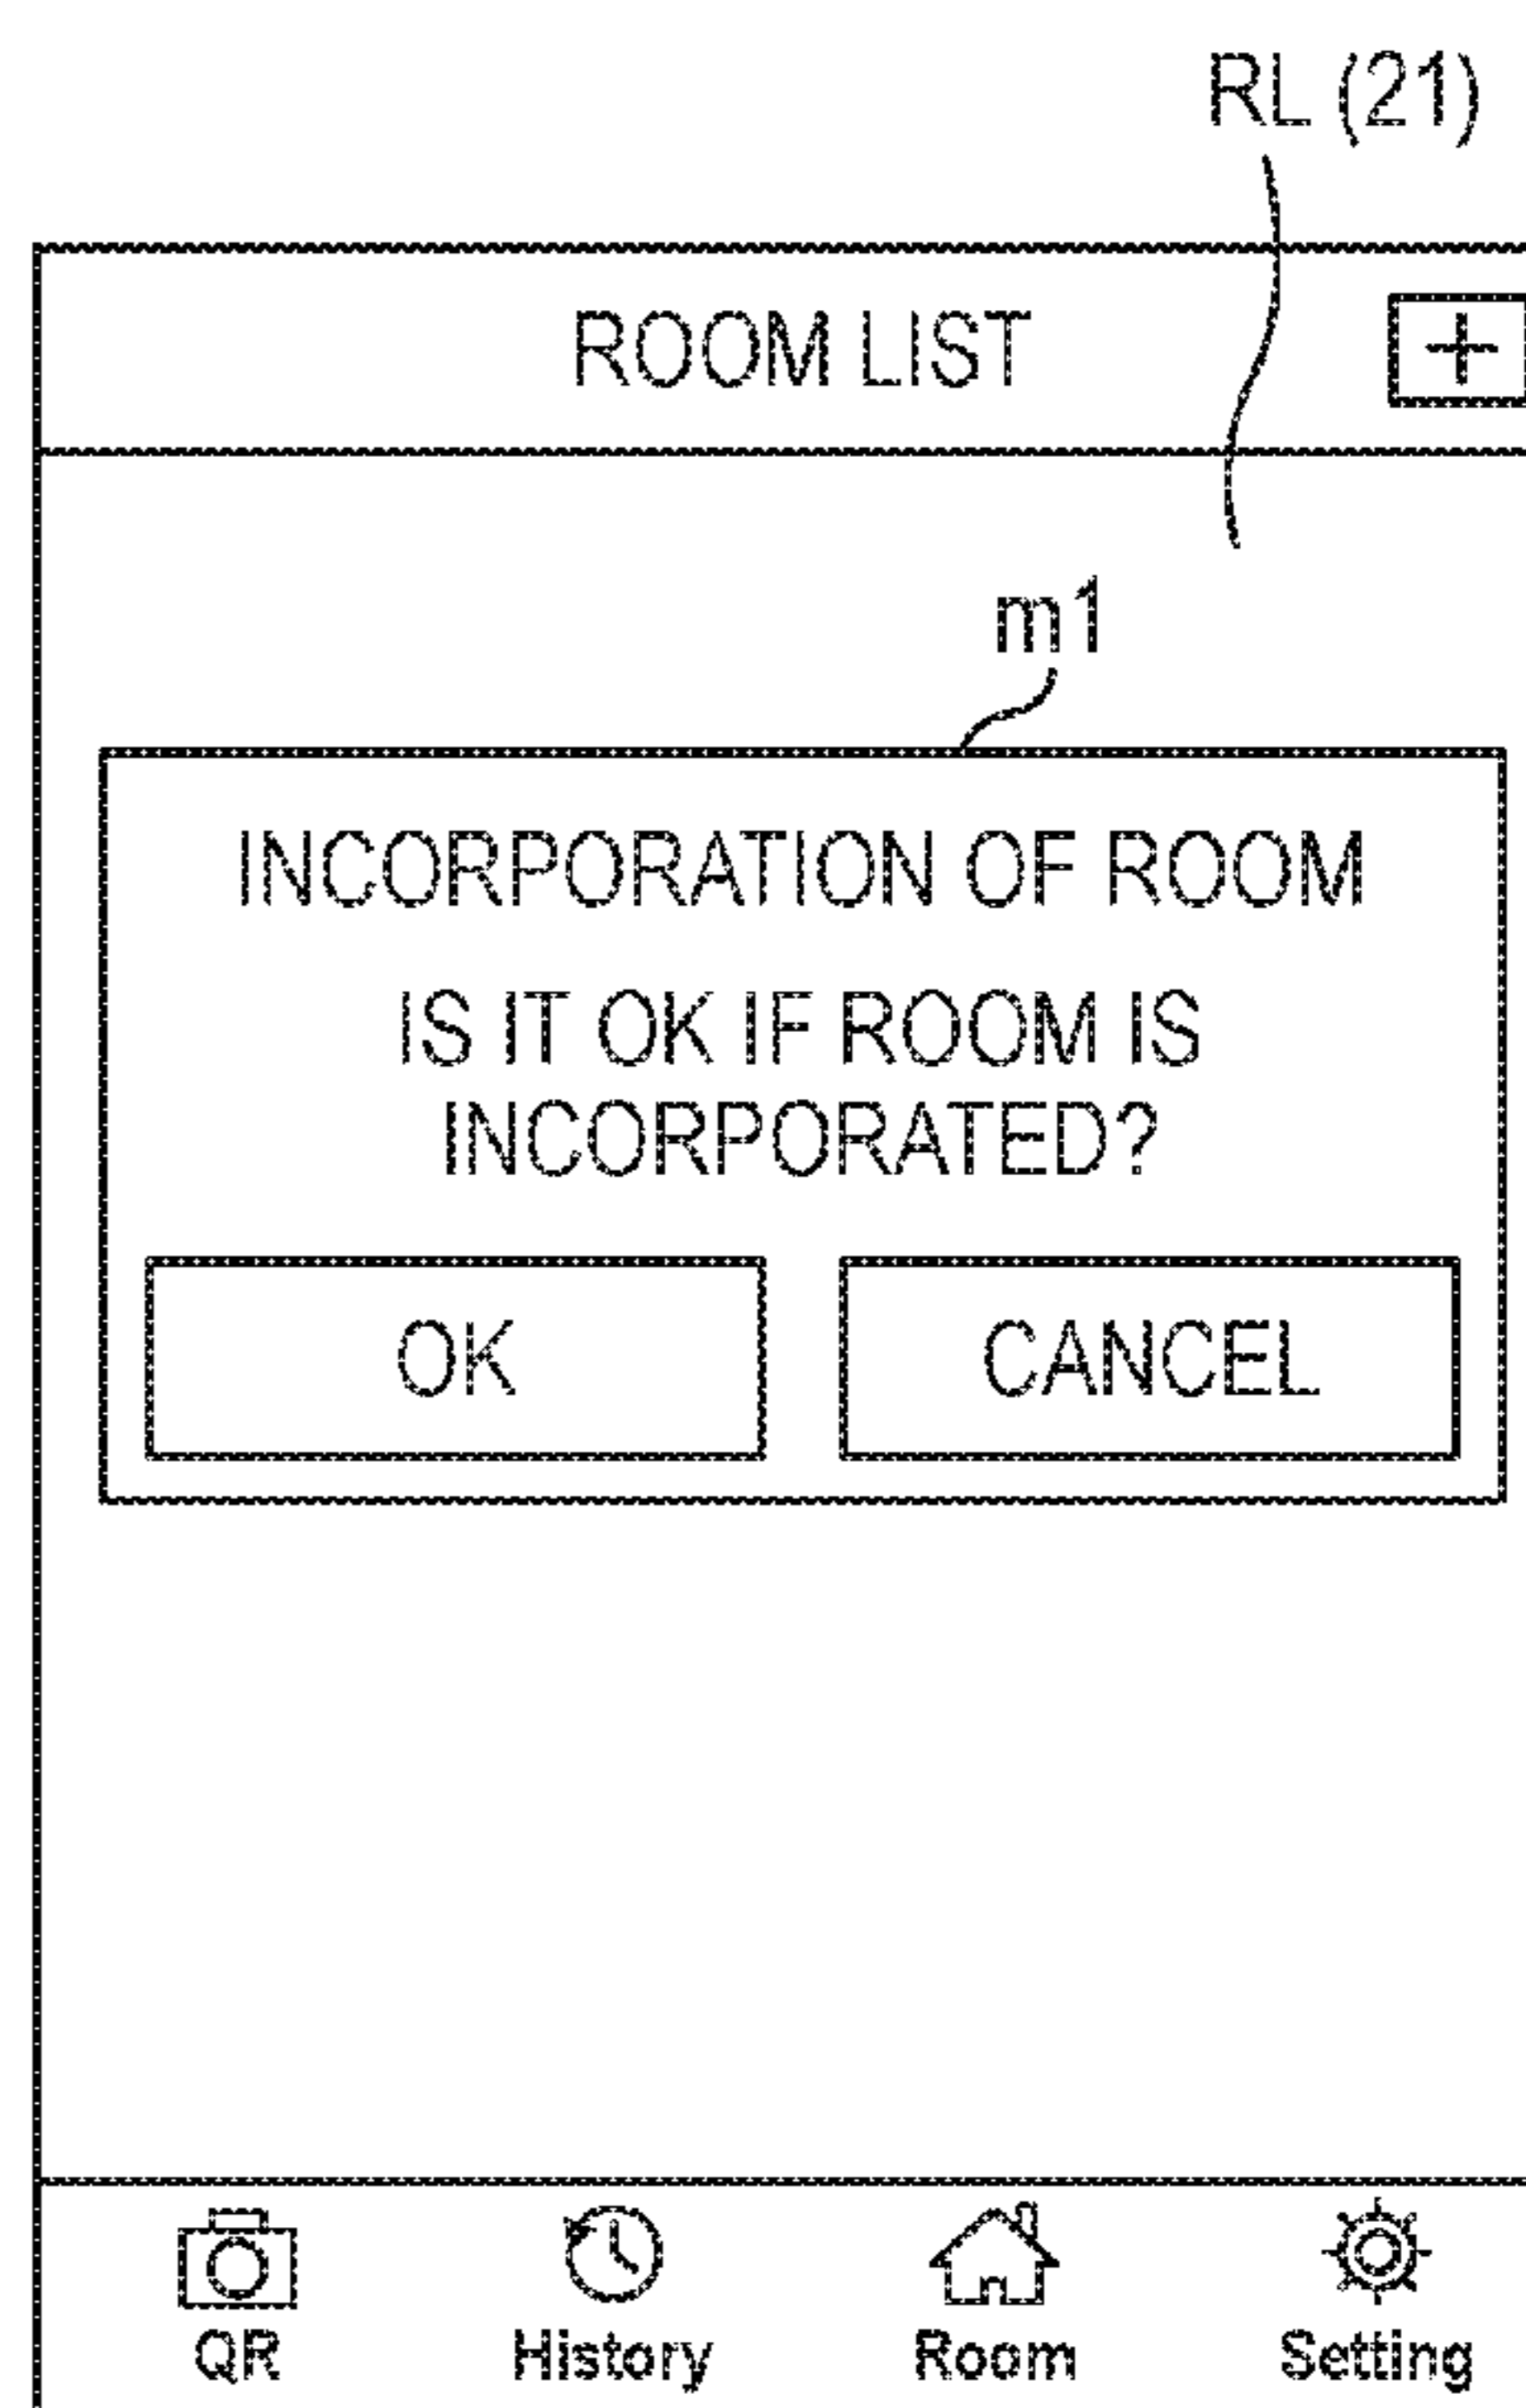 RL (21)
ROOM LIST +
m1
INCORPORATION OF ROOM
IS IT OK IF ROOM IS
INCORPORATED?
OK CANCEL
QR History Room Setting